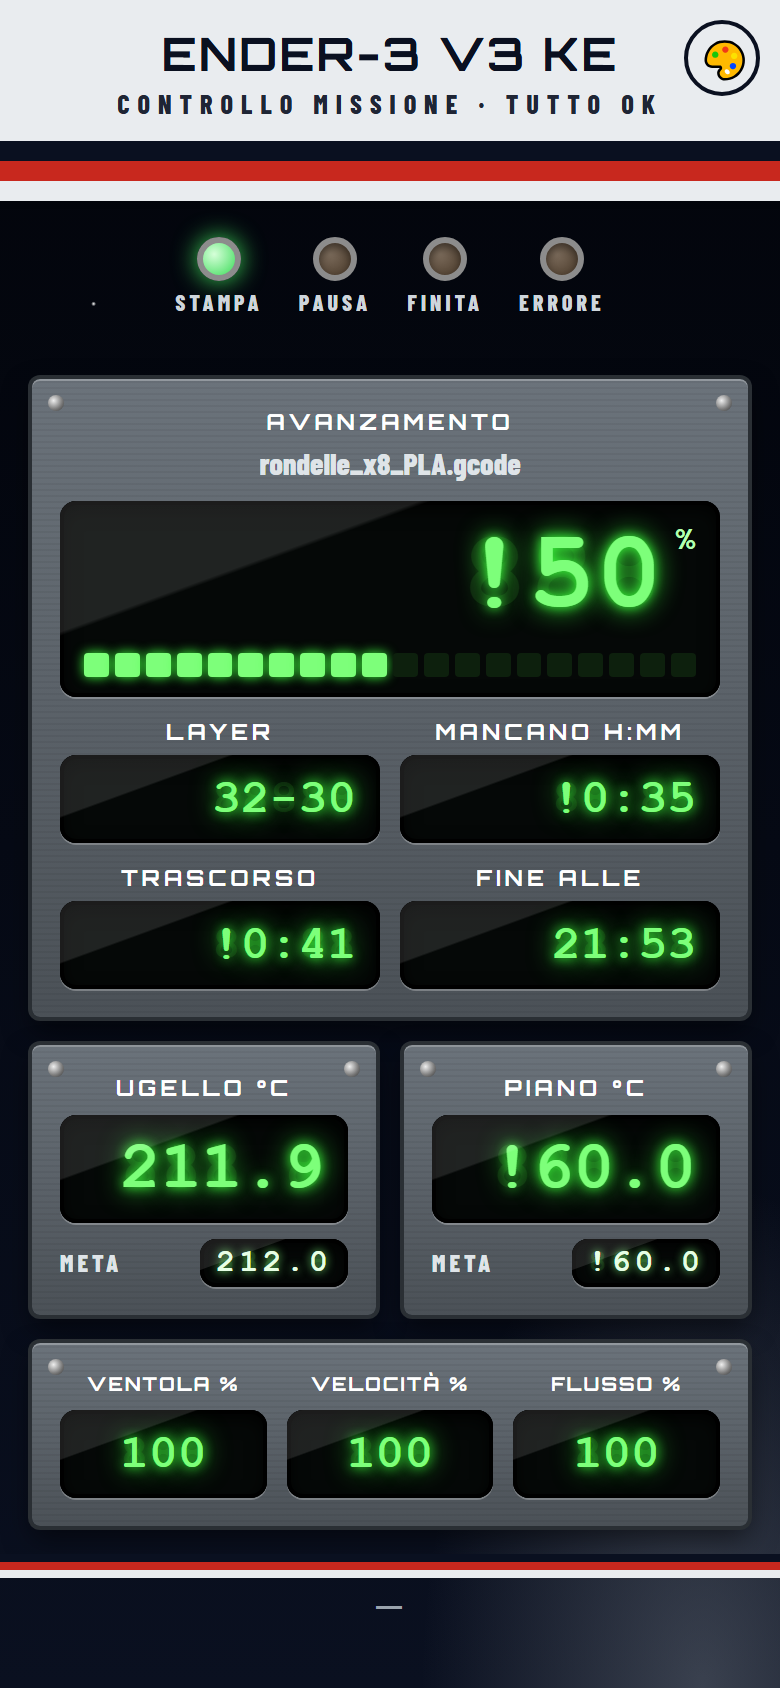 ENDER-3 V3 KE
CONTROLLO MISSIONE · TUTTO OK
STAMPA PAUSA FINITA ERRORE
AVANZAMENTO
rondelle_x8_PLA.gcode
!50 %
LAYER MANCANO H:MM
32-30 !0:35
TRASCORSO FINE ALLE
!0:41 21:53
UGELLO °C PIANO °C
211.9 !60.0
META 212.0 META !60.0
VENTOLA % VELOCITÀ % FLUSSO %
100 100 100
—